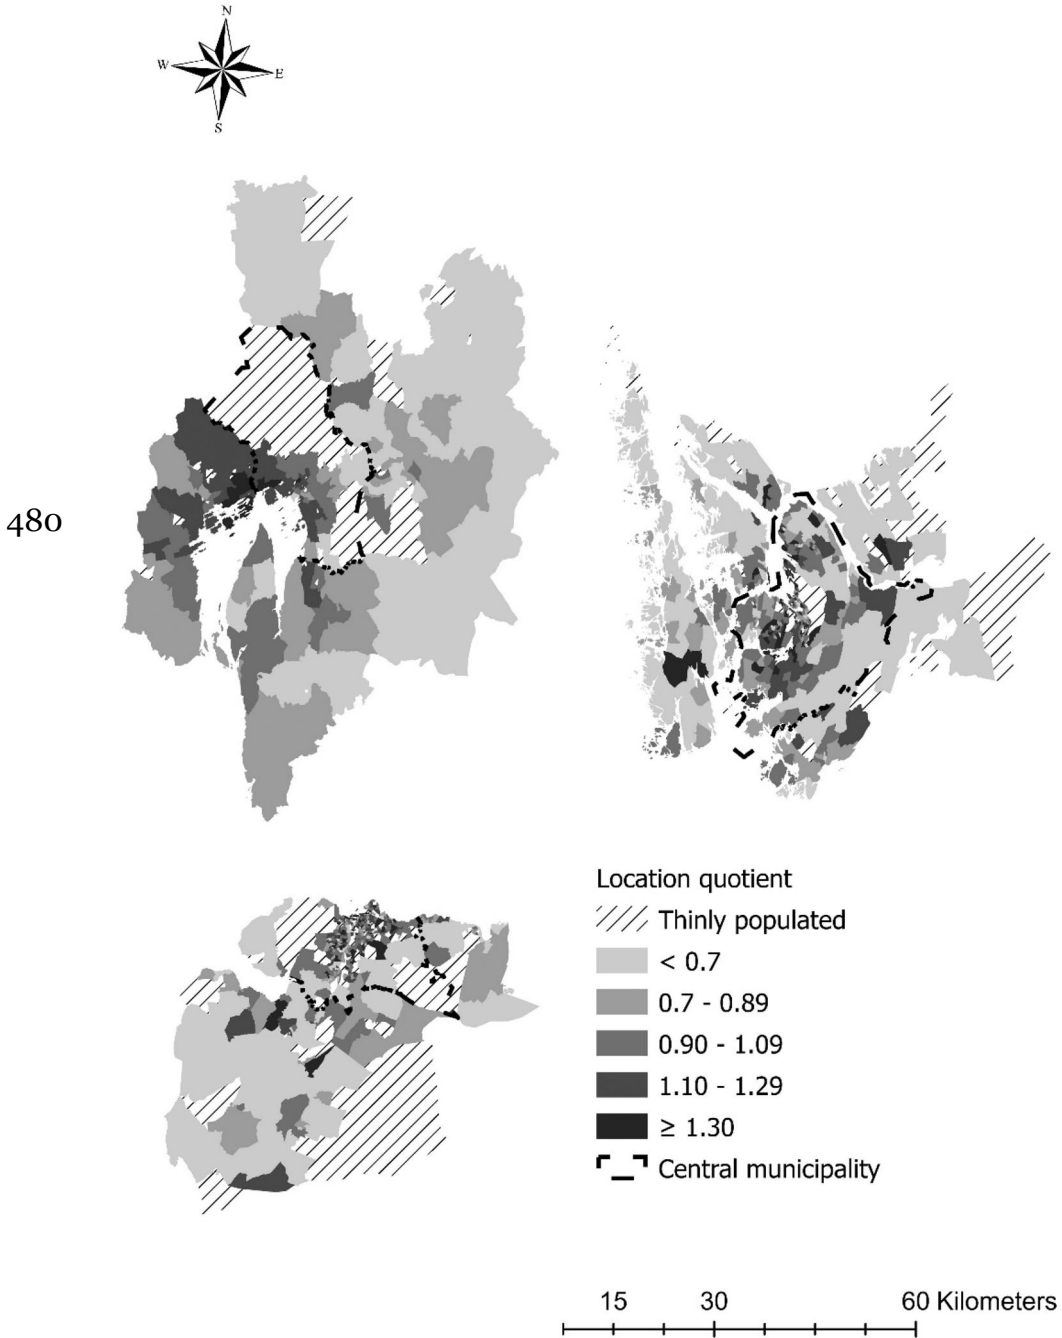 N
W E
S
480
Location quotient
Thinly populated
< 0.7
0.7 - 0.89
0.90 - 1.09
1.10 - 1.29
≥ 1.30
Central municipality
15 30 60 Kilometers